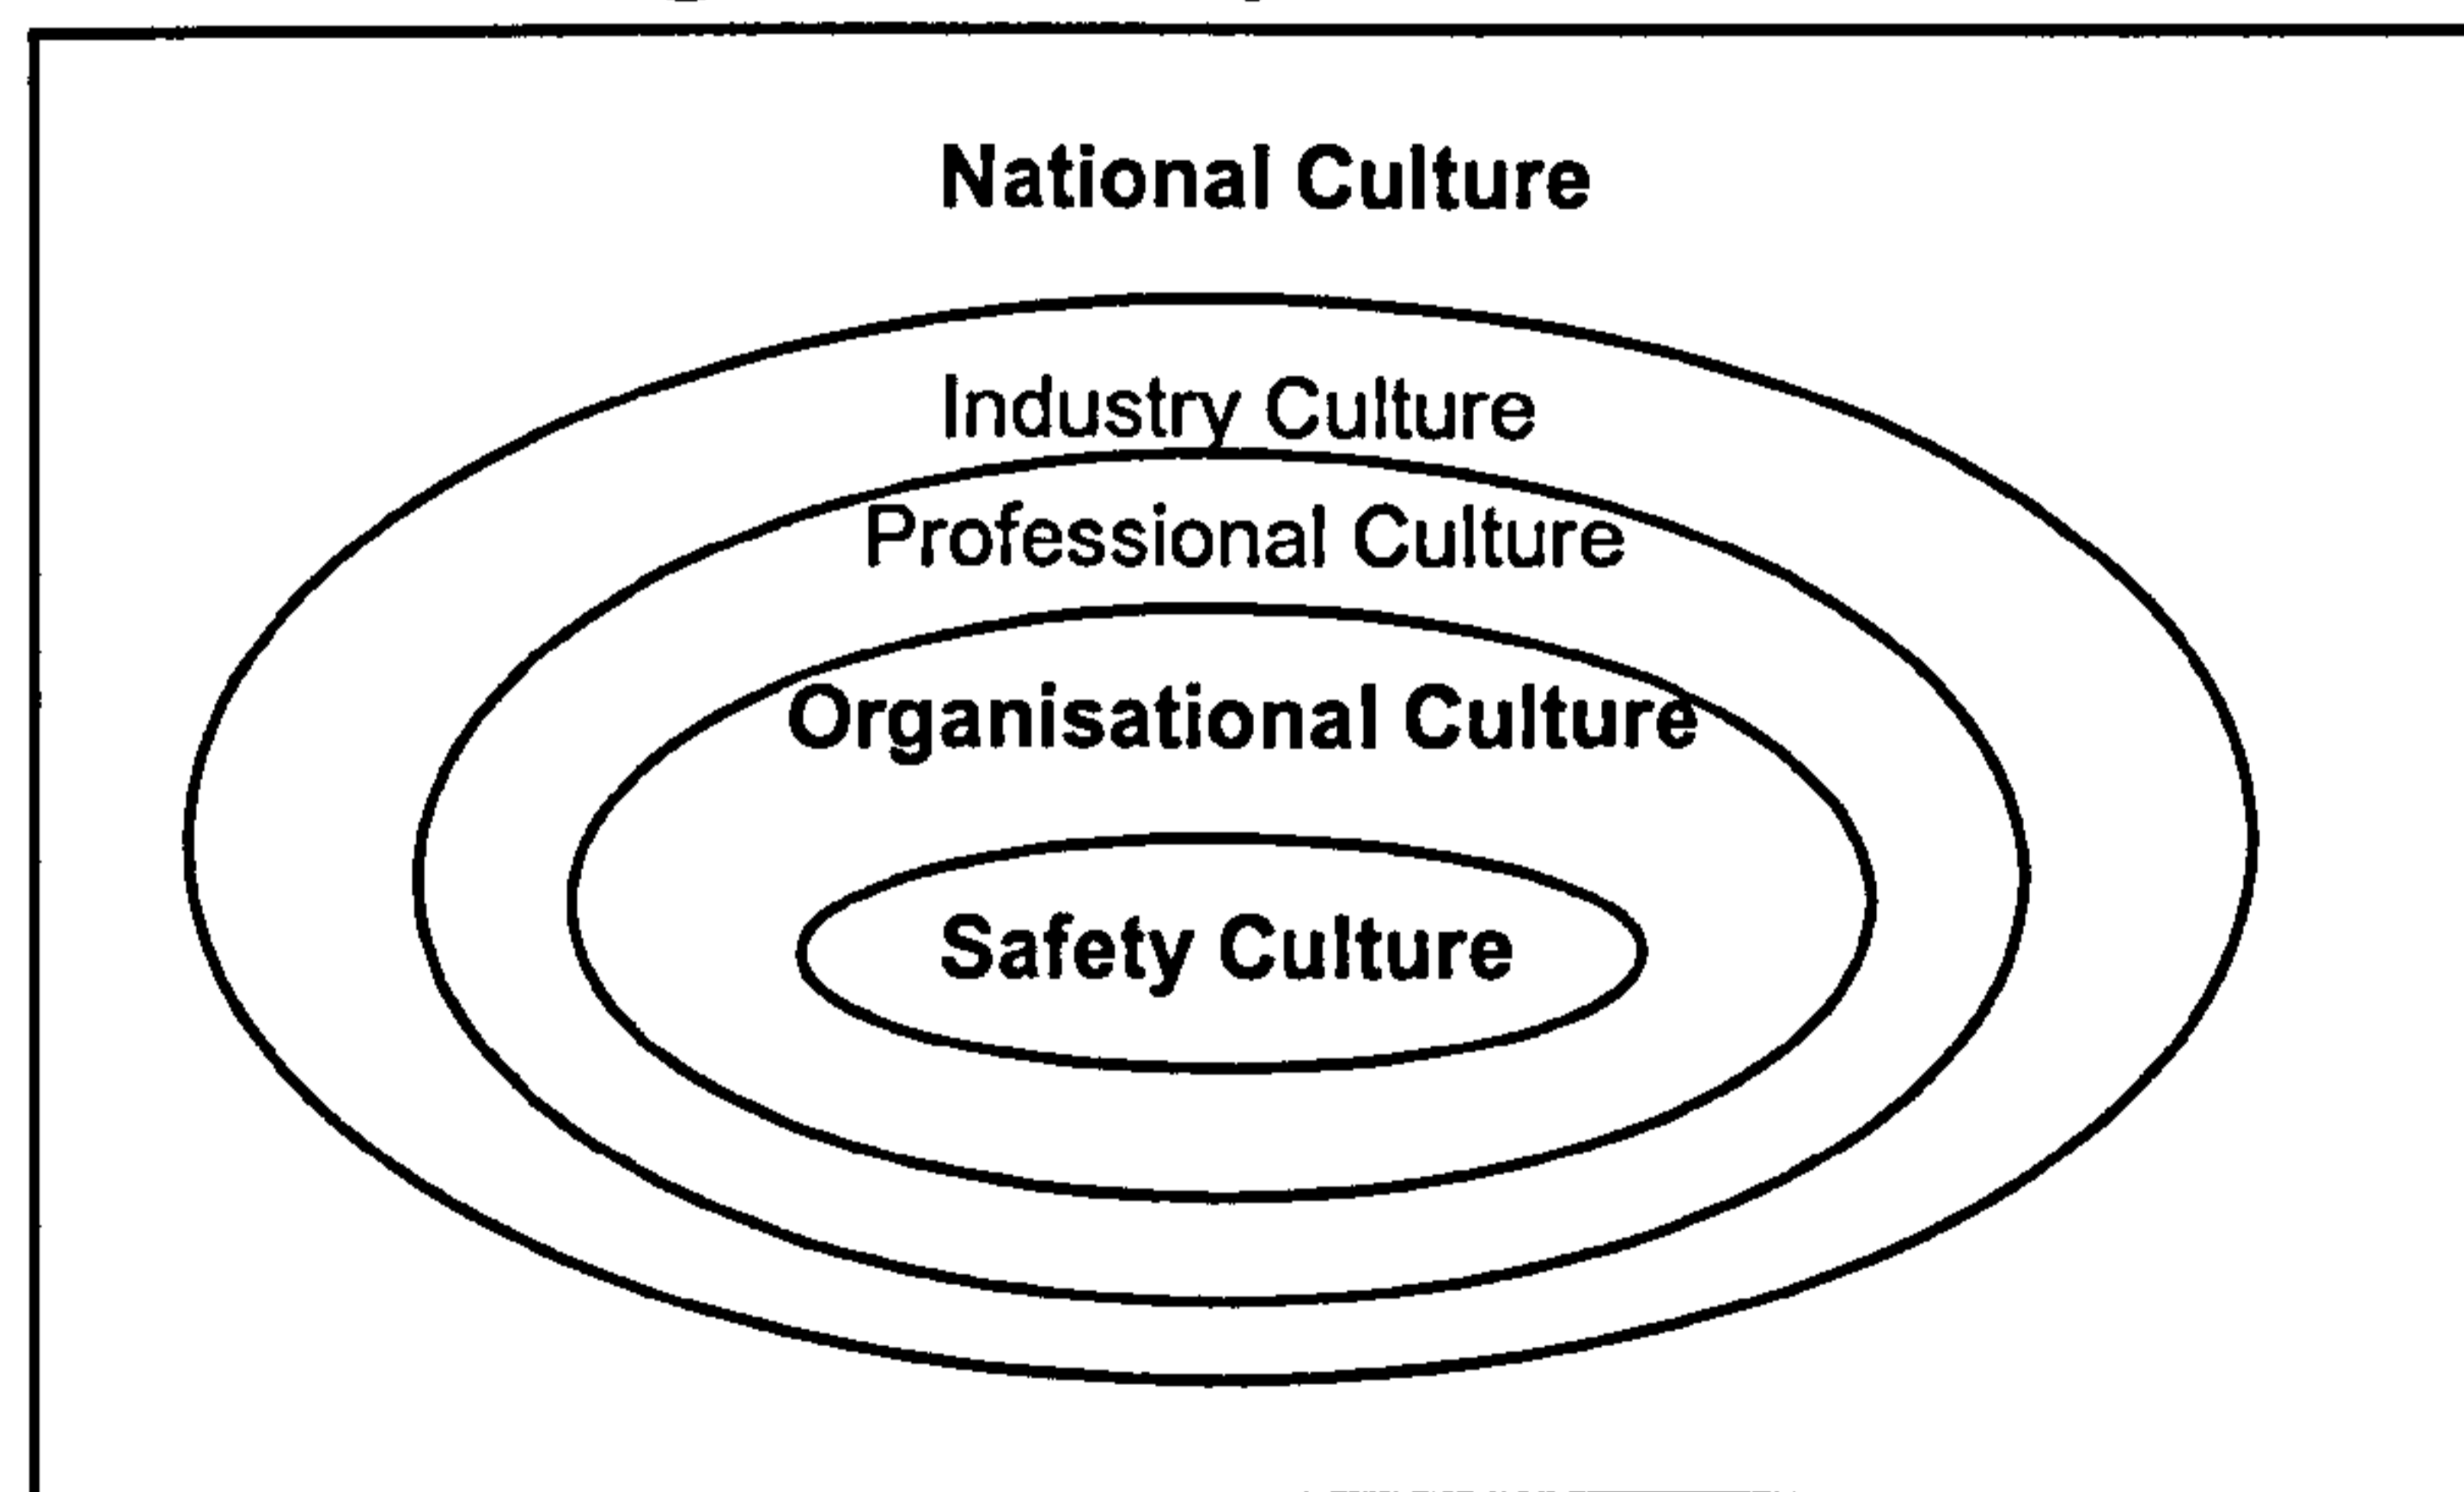 National Culture
Industry Culture
Professional Culture
Organisational Culture
Safety Culture